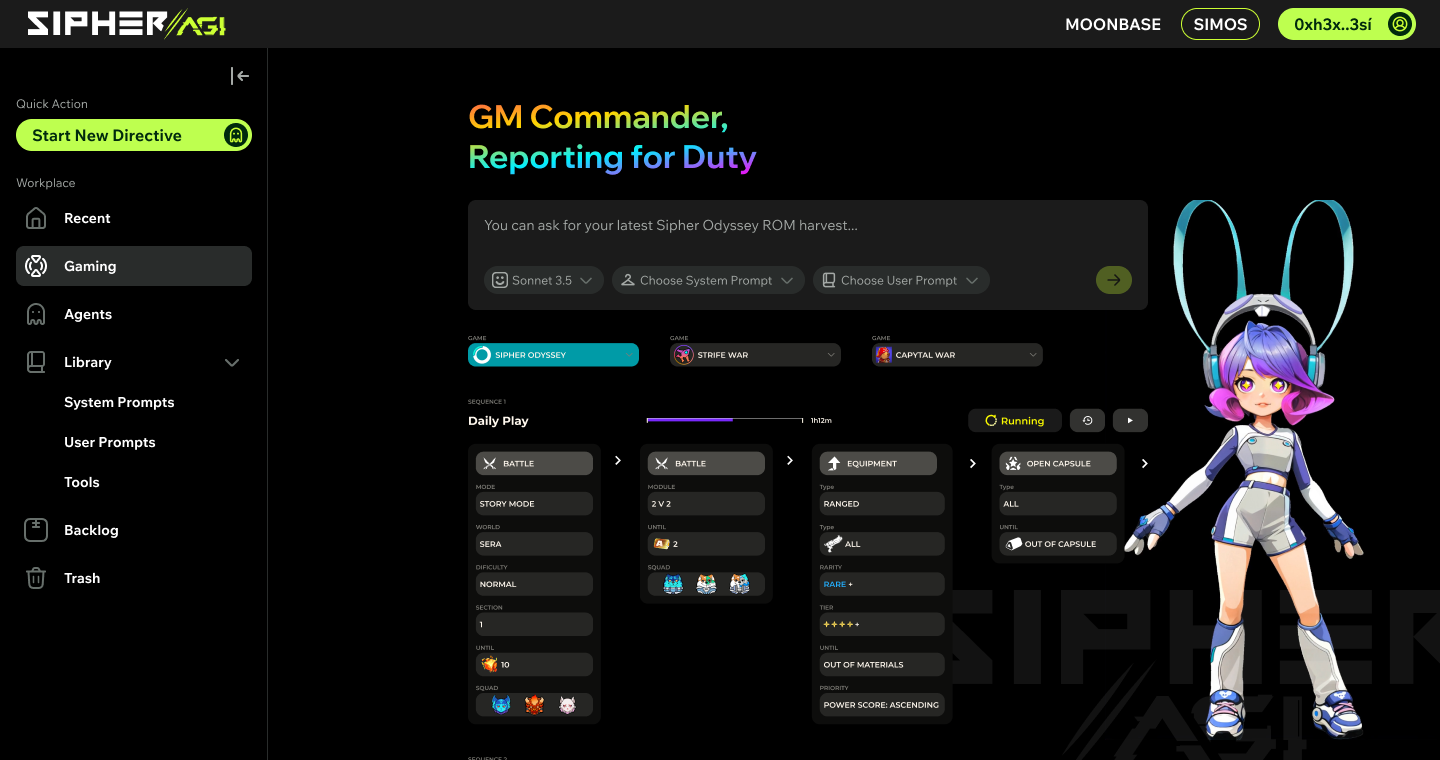 SIPHER//AGI
MOONBASE
SIMOS
0xh3x..3sí
Quick Action
Start New Directive
Workplace
Recent
Gaming
Agents
Library
System Prompts
User Prompts
Tools
Backlog
Trash
GM Commander,
Reporting for Duty
You can ask for your latest Sipher Odyssey ROM harvest...
Sonnet 3.5
Choose System Prompt
Choose User Prompt
GAME
SIPHER ODYSSEY
GAME
STRIFE WAR
GAME
CAPYTAL WAR
SEQUENCE 1
Daily Play
1h12m
Running
BATTLE
MODE
STORY MODE
WORLD
SERA
DIFICULTY
NORMAL
SECTION
1
UNTIL
10
SQUAD
BATTLE
MODULE
2 V 2
UNTIL
2
SQUAD
EQUIPMENT
Type
RANGED
Type
ALL
RARITY
RARE +
TIER
UNTIL
OUT OF MATERIALS
PRIORITY
POWER SCORE: ASCENDING
OPEN CAPSULE
Type
ALL
UNTIL
OUT OF CAPSULE
SIPHER
//AGI
SEQUENCE 2